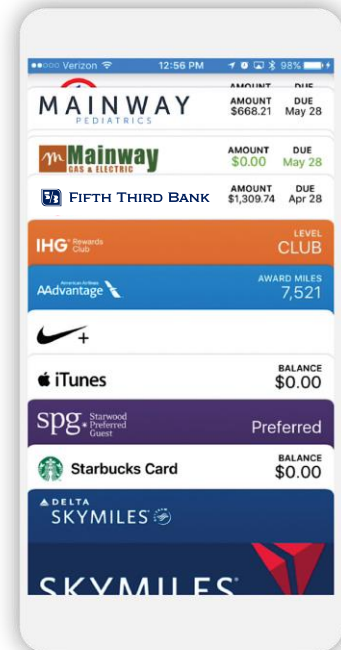 Verizon 12:56 PM 98%
AMOUNT DUE
MAINWAY
PEDIATRICS
AMOUNT DUE
$668.21 May 28
m Mainway
GAS & ELECTRIC
AMOUNT DUE
$0.00 May 28
FIFTH THIRD BANK
AMOUNT DUE
$1,309.74 Apr 28
IHG® Rewards
Club
LEVEL
CLUB
American Airlines
AAdvantage
AWARD MILES
7,521
+
iTunes
BALANCE
$0.00
spg® Starwood
Preferred
Guest
Preferred
Starbucks Card
BALANCE
$0.00
DELTA
SKYMILES®
SKYMILES